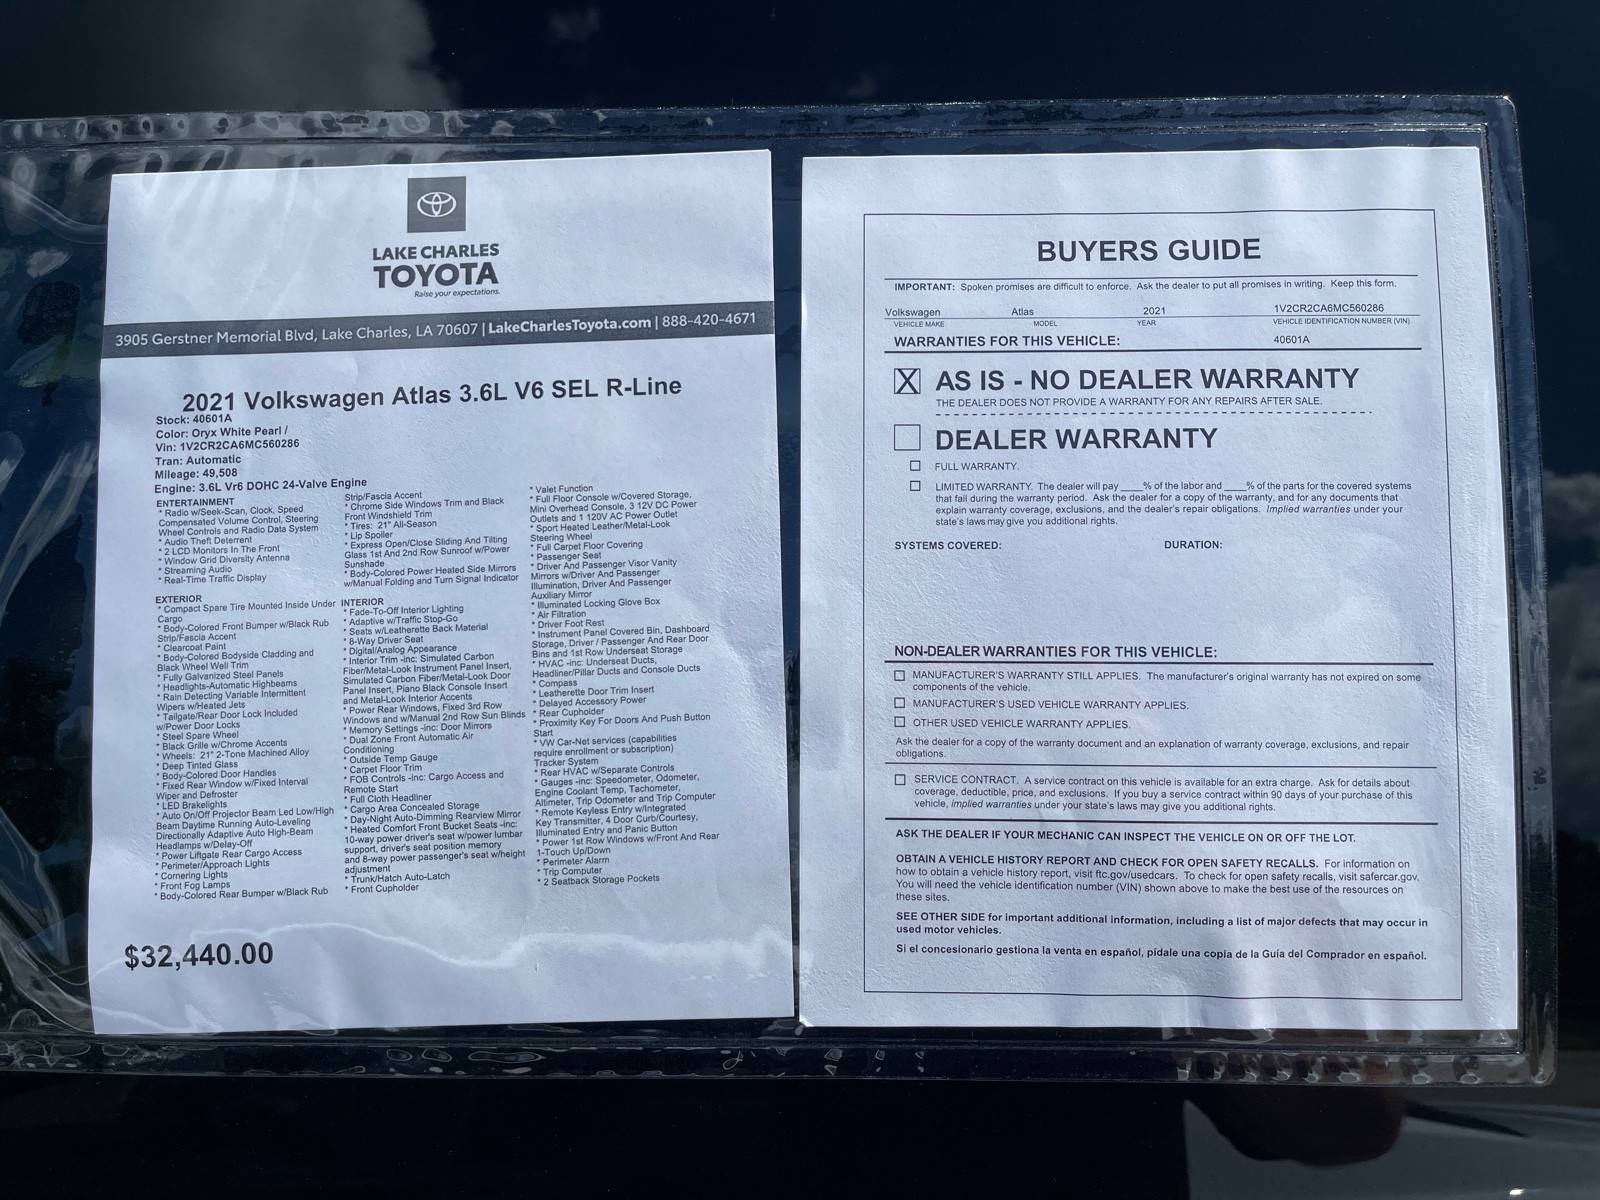 LAKE CHARLES
TOYOTA
Raise your expectations.
3905 Gerstner Memorial Blvd, Lake Charles, LA 70607 | LakeCharlesToyota.com | 888-420-4671
2021 Volkswagen Atlas 3.6L V6 SEL R-Line
Stock: 40601A
Color: Oryx White Pearl /
Vin: 1V2CR2CA6MC560286
Tran: Automatic
Mileage: 49,508
Engine: 3.6L Vr6 DOHC 24-Valve Engine
ENTERTAINMENT
* Radio w/Seek-Scan, Clock, Speed
Compensated Volume Control, Steering
Wheel Controls and Radio Data System
* Audio Theft Deterrent
* 2 LCD Monitors In The Front
* Window Grid Diversity Antenna
* Streaming Audio
* Real-Time Traffic Display
EXTERIOR
* Compact Spare Tire Mounted Inside Under
Cargo
* Body-Colored Front Bumper w/Black Rub
Strip/Fascia Accent
* Clearcoat Paint
* Body-Colored Bodyside Cladding and
Black Wheel Well Trim
* Fully Galvanized Steel Panels
* Headlights-Automatic Highbeams
* Rain Detecting Variable Intermittent
Wipers w/Heated Jets
* Tailgate/Rear Door Lock Included
w/Power Door Locks
* Steel Spare Wheel
* Black Grille w/Chrome Accents
* Wheels: 21" 2-Tone Machined Alloy
* Deep Tinted Glass
* Body-Colored Door Handles
* Fixed Rear Window w/Fixed Interval
Wiper and Defroster
* LED Brakelights
* Auto On/Off Projector Beam Led Low/High
Beam Daytime Running Auto-Leveling
Directionally Adaptive Auto High-Beam
Headlamps w/Delay-Off
* Power Liftgate Rear Cargo Access
* Perimeter/Approach Lights
* Cornering Lights
* Front Fog Lamps
* Body-Colored Rear Bumper w/Black Rub
Strip/Fascia Accent
* Chrome Side Windows Trim and Black
Front Windshield Trim
* Tires: 21" All-Season
* Lip Spoiler
* Express Open/Close Sliding And Tilting
Glass 1st And 2nd Row Sunroof w/Power
Sunshade
* Body-Colored Power Heated Side Mirrors
w/Manual Folding and Turn Signal Indicator
INTERIOR
* Fade-To-Off Interior Lighting
* Adaptive w/Traffic Stop-Go
* Seats w/Leatherette Back Material
* 8-Way Driver Seat
* Digital/Analog Appearance
* Interior Trim -inc: Simulated Carbon
Fiber/Metal-Look Instrument Panel Insert,
Simulated Carbon Fiber/Metal-Look Door
Panel Insert, Piano Black Console Insert
and Metal-Look Interior Accents
* Power Rear Windows, Fixed 3rd Row
Windows and w/Manual 2nd Row Sun Blinds
* Memory Settings -inc: Door Mirrors
* Dual Zone Front Automatic Air
Conditioning
* Outside Temp Gauge
* Carpet Floor Trim
* FOB Controls -inc: Cargo Access and
Remote Start
* Full Cloth Headliner
* Cargo Area Concealed Storage
* Day-Night Auto-Dimming Rearview Mirror
* Heated Comfort Front Bucket Seats -inc:
10-way power driver's seat w/power lumbar
support, driver's seat position memory
and 8-way power passenger's seat w/height
adjustment
* Trunk/Hatch Auto-Latch
* Front Cupholder
* Valet Function
* Full Floor Console w/Covered Storage,
Mini Overhead Console, 3 12V DC Power
Outlets and 1 120V AC Power Outlet
* Sport Heated Leather/Metal-Look
Steering Wheel
* Full Carpet Floor Covering
* Passenger Seat
* Driver And Passenger Visor Vanity
Mirrors w/Driver And Passenger
Illumination, Driver And Passenger
Auxiliary Mirror
* Illuminated Locking Glove Box
* Air Filtration
* Driver Foot Rest
* Instrument Panel Covered Bin, Dashboard
Storage, Driver / Passenger And Rear Door
Bins and 1st Row Underseat Storage
* HVAC -inc: Underseat Ducts,
Headliner/Pillar Ducts and Console Ducts
* Compass
* Leatherette Door Trim Insert
* Delayed Accessory Power
* Rear Cupholder
* Proximity Key For Doors And Push Button
Start
* VW Car-Net services (capabilities
require enrollment or subscription)
Tracker System
* Rear HVAC w/Separate Controls
* Gauges -inc: Speedometer, Odometer,
Engine Coolant Temp, Tachometer,
Altimeter, Trip Odometer and Trip Computer
* Remote Keyless Entry w/Integrated
Key Transmitter, 4 Door Curb/Courtesy,
Illuminated Entry and Panic Button
* Power 1st Row Windows w/Front And Rear
1-Touch Up/Down
* Perimeter Alarm
* Trip Computer
* 2 Seatback Storage Pockets
$32,440.00
BUYERS GUIDE
IMPORTANT: Spoken promises are difficult to enforce. Ask the dealer to put all promises in writing. Keep this form.
Volkswagen Atlas 2021 1V2CR2CA6MC560286
VEHICLE MAKE MODEL YEAR VEHICLE IDENTIFICATION NUMBER (VIN)
WARRANTIES FOR THIS VEHICLE: 40601A
X AS IS - NO DEALER WARRANTY
THE DEALER DOES NOT PROVIDE A WARRANTY FOR ANY REPAIRS AFTER SALE.
DEALER WARRANTY
FULL WARRANTY.
LIMITED WARRANTY. The dealer will pay ____% of the labor and ____% of the parts for the covered systems
that fail during the warranty period. Ask the dealer for a copy of the warranty, and for any documents that
explain warranty coverage, exclusions, and the dealer's repair obligations. Implied warranties under your
state's laws may give you additional rights.
SYSTEMS COVERED: DURATION:
NON-DEALER WARRANTIES FOR THIS VEHICLE:
MANUFACTURER'S WARRANTY STILL APPLIES. The manufacturer's original warranty has not expired on some
components of the vehicle.
MANUFACTURER'S USED VEHICLE WARRANTY APPLIES.
OTHER USED VEHICLE WARRANTY APPLIES.
Ask the dealer for a copy of the warranty document and an explanation of warranty coverage, exclusions, and repair
obligations.
SERVICE CONTRACT. A service contract on this vehicle is available for an extra charge. Ask for details about
coverage, deductible, price, and exclusions. If you buy a service contract within 90 days of your purchase of this
vehicle, implied warranties under your state's laws may give you additional rights.
ASK THE DEALER IF YOUR MECHANIC CAN INSPECT THE VEHICLE ON OR OFF THE LOT.
OBTAIN A VEHICLE HISTORY REPORT AND CHECK FOR OPEN SAFETY RECALLS. For information on
how to obtain a vehicle history report, visit ftc.gov/usedcars. To check for open safety recalls, visit safercar.gov.
You will need the vehicle identification number (VIN) shown above to make the best use of the resources on
these sites.
SEE OTHER SIDE for important additional information, including a list of major defects that may occur in
used motor vehicles.
Si el concesionario gestiona la venta en español, pídale una copia de la Guía del Comprador en español.